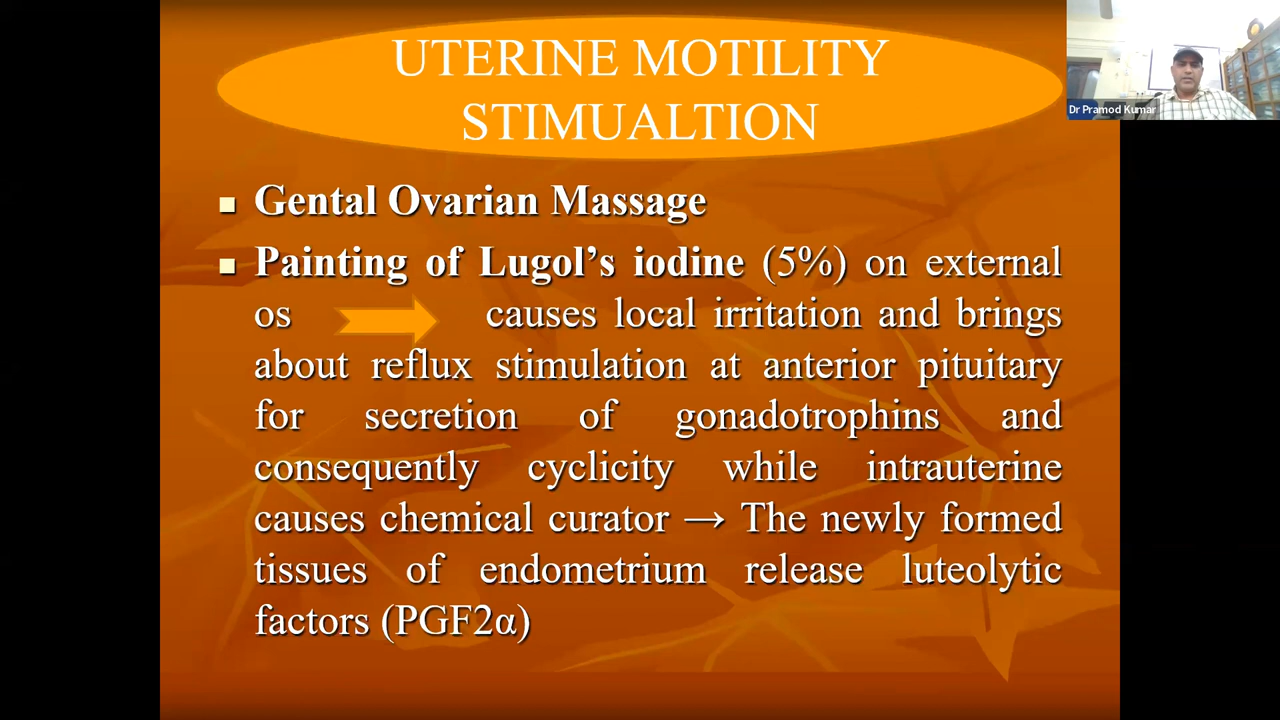 UTERINE MOTILITY
STIMUALTION
Dr Pramod Kumar
Gental Ovarian Massage
Painting of Lugol’s iodine (5%) on external
os causes local irritation and brings
about reflux stimulation at anterior pituitary
for secretion of gonadotrophins and
consequently cyclicity while intrauterine
causes chemical curator → The newly formed
tissues of endometrium release luteolytic
factors (PGF2α)